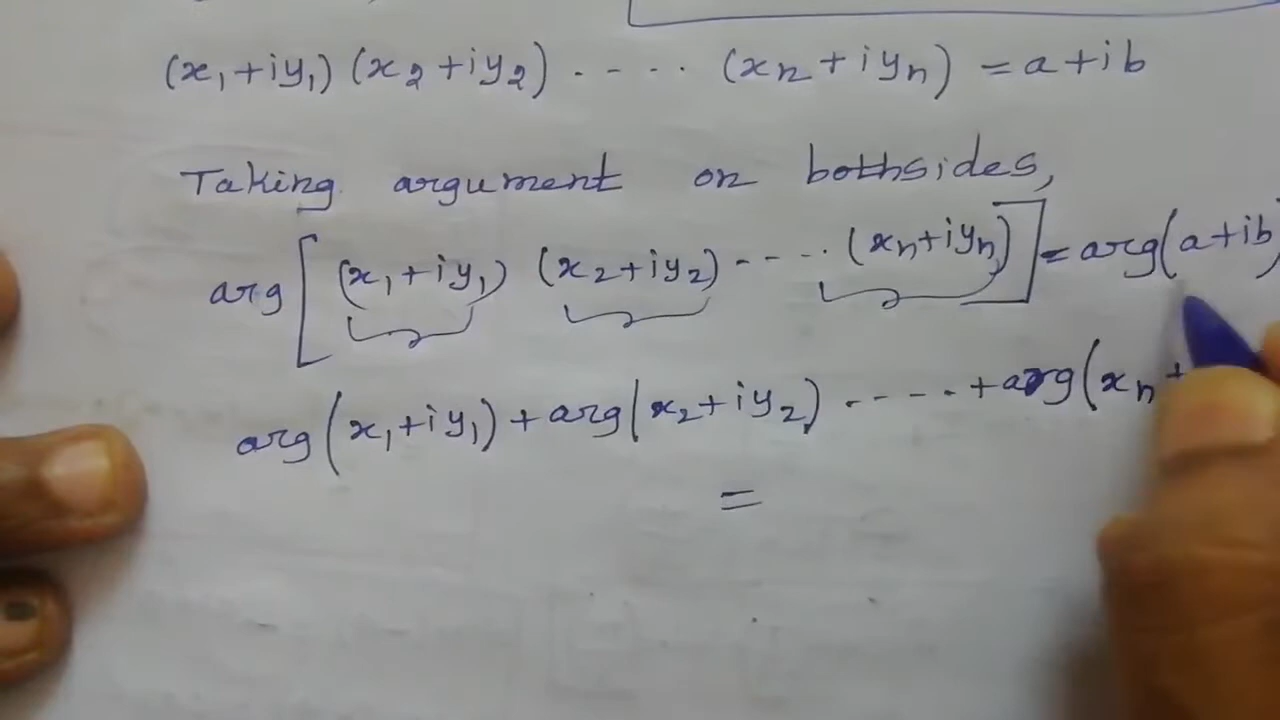 (x₁+iy₁) (x₂+iy₂) ----- (xₙ+iyₙ) = a+ib
Taking argument on bothsides,
arg[(x₁+iy₁) (x₂+iy₂) ---- (xₙ+iyₙ)] = arg(a+ib)
arg(x₁+iy₁) + arg(x₂+iy₂) ----- + arg(xₙ+
=